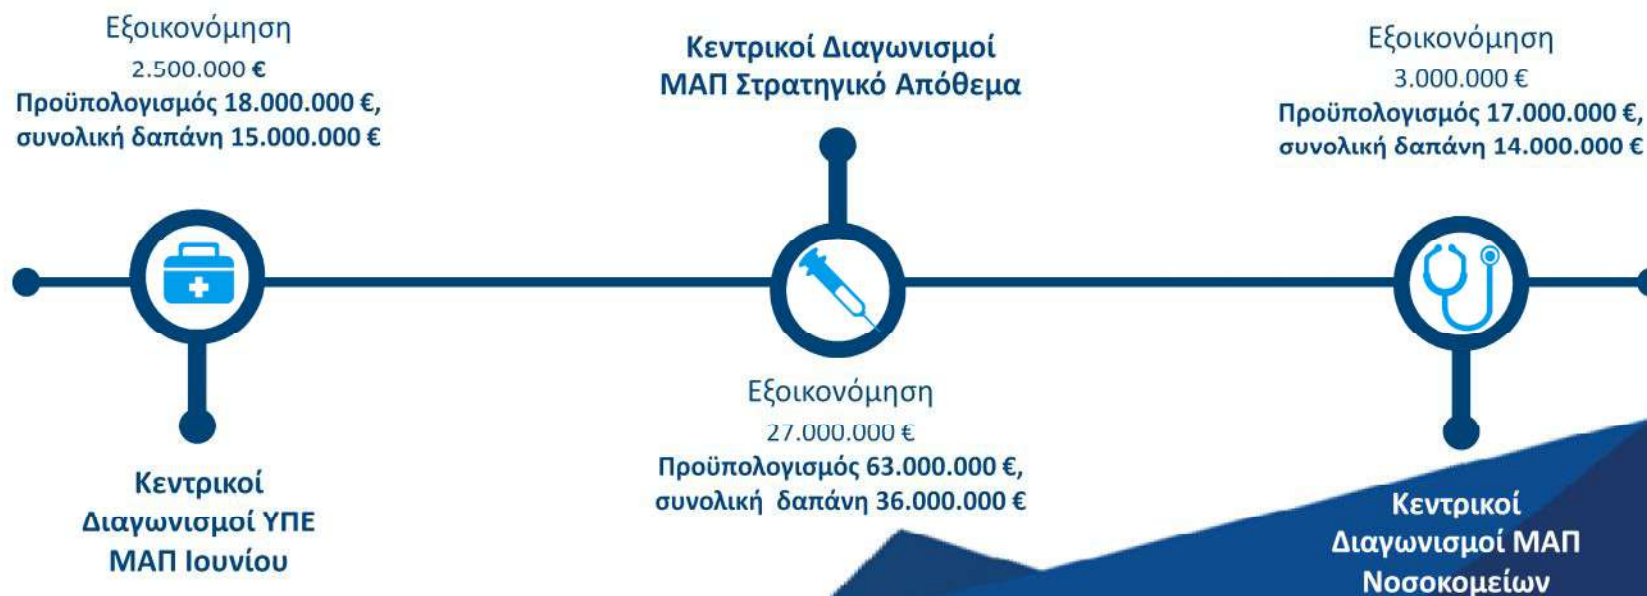 Εξοικονόμηση
2.500.000 €
Προϋπολογισμός 18.000.000 €,
συνολική δαπάνη 15.000.000 €
Κεντρικοί
Διαγωνισμοί ΥΠΕ
ΜΑΠ Ιουνίου
Κεντρικοί Διαγωνισμοί
ΜΑΠ Στρατηγικό Απόθεμα
Εξοικονόμηση
27.000.000 €
Προϋπολογισμός 63.000.000 €,
συνολική δαπάνη 36.000.000 €
Εξοικονόμηση
3.000.000 €
Προϋπολογισμός 17.000.000 €,
συνολική δαπάνη 14.000.000 €
Κεντρικοί
Διαγωνισμοί ΜΑΠ
Νοσοκομείων